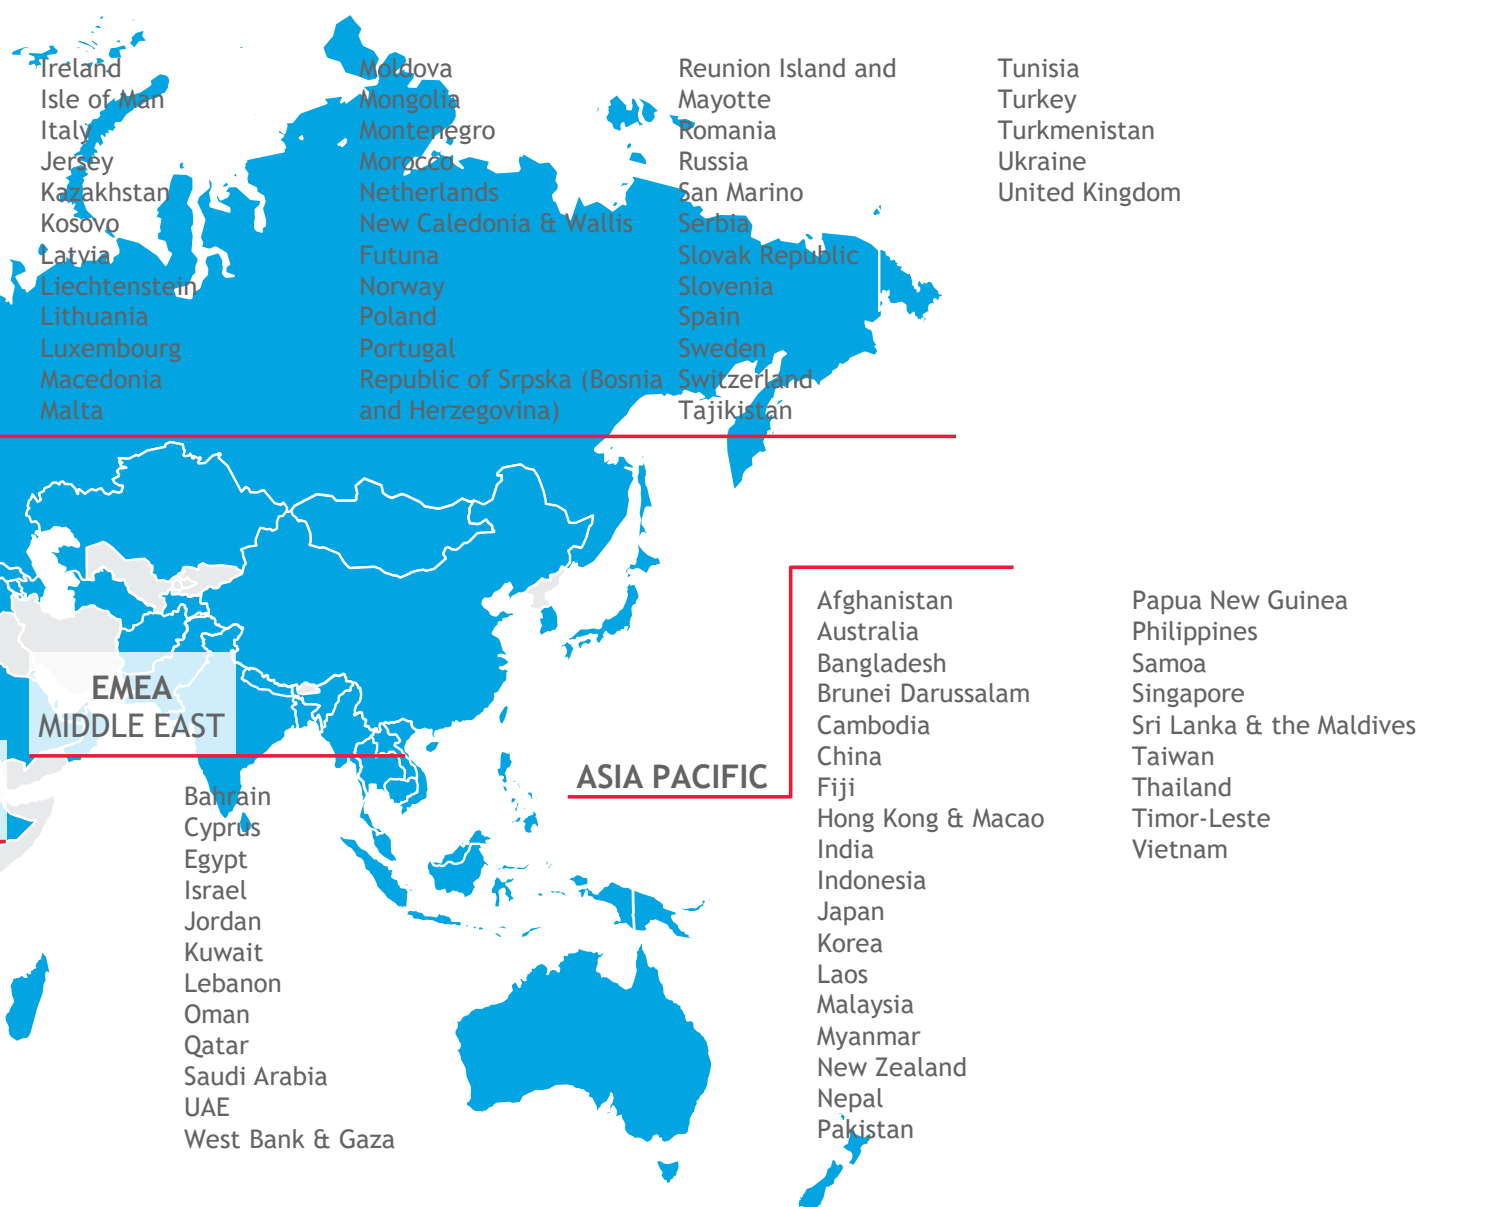 Ireland
Isle of Man
Italy
Jersey
Kazakhstan
Kosovo
Latvia
Liechtenstein
Lithuania
Luxembourg
Macedonia
Malta
Moldova
Mongolia
Montenegro
Morocco
Netherlands
New Caledonia & Wallis
Futuna
Norway
Poland
Portugal
Republic of Srpska (Bosnia
and Herzegovina)
Reunion Island and
Mayotte
Romania
Russia
San Marino
Serbia
Slovak Republic
Slovenia
Spain
Sweden
Switzerland
Tajikistan
Tunisia
Turkey
Turkmenistan
Ukraine
United Kingdom
EMEA
MIDDLE EAST
Bahrain
Cyprus
Egypt
Israel
Jordan
Kuwait
Lebanon
Oman
Qatar
Saudi Arabia
UAE
West Bank & Gaza
ASIA PACIFIC
Afghanistan
Australia
Bangladesh
Brunei Darussalam
Cambodia
China
Fiji
Hong Kong & Macao
India
Indonesia
Japan
Korea
Laos
Malaysia
Myanmar
New Zealand
Nepal
Pakistan
Papua New Guinea
Philippines
Samoa
Singapore
Sri Lanka & the Maldives
Taiwan
Thailand
Timor-Leste
Vietnam